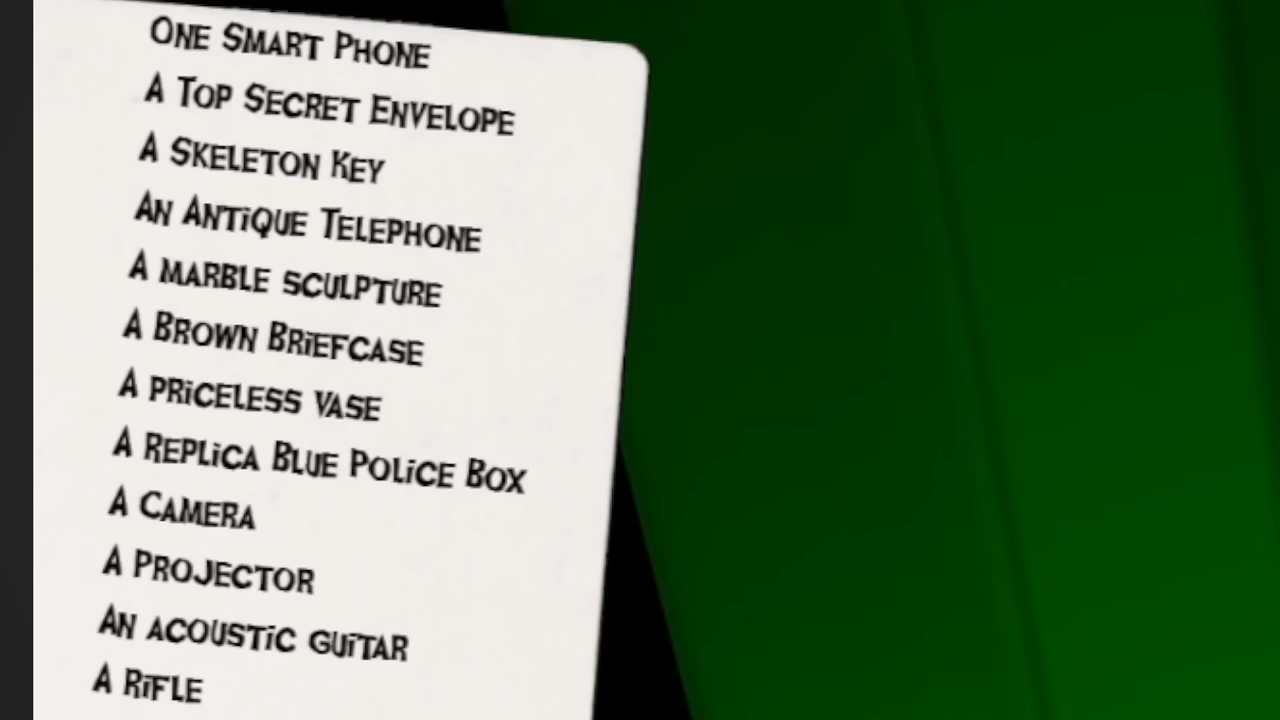 One Smart Phone
A Top Secret Envelope
A Skeleton Key
An Antique Telephone
A marble sculpture
A Brown Briefcase
A priceless vase
A Replica Blue Police Box
A Camera
A Projector
An acoustic guitar
A Rifle